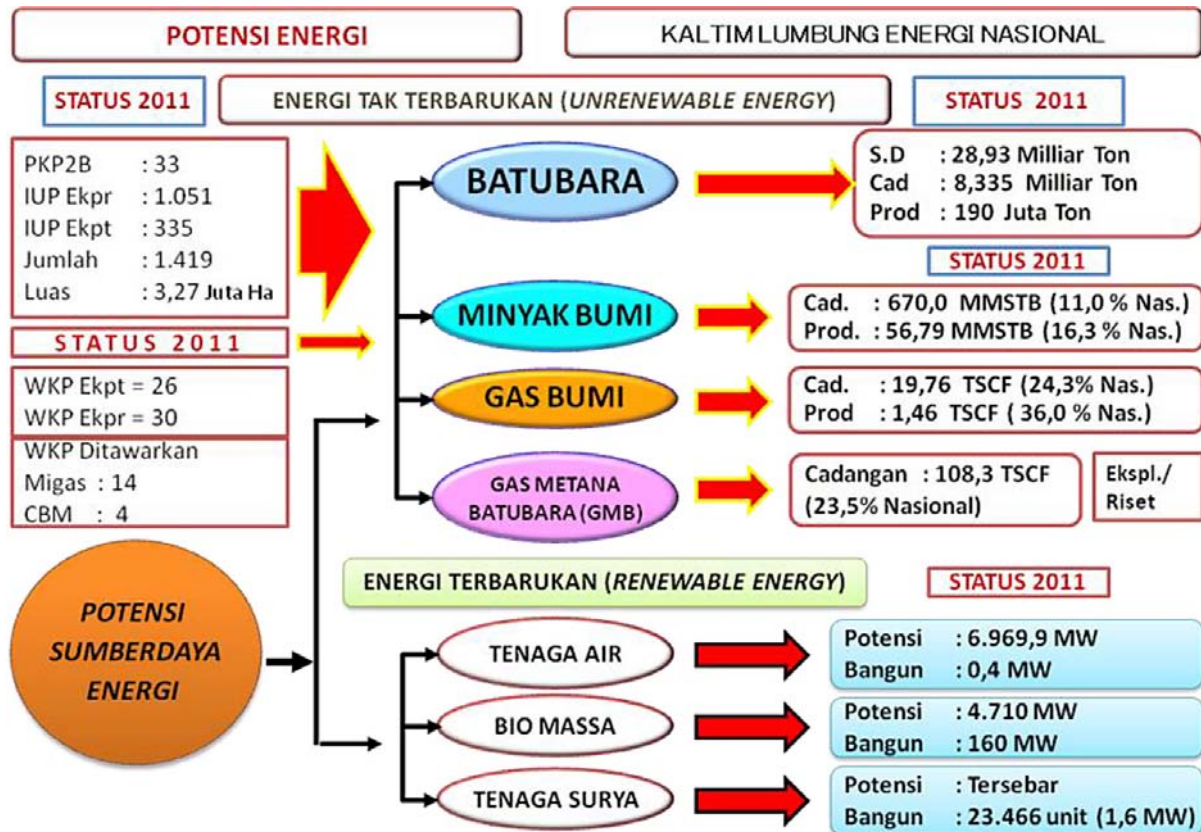 POTENSI ENERGI
KALTIM LUMBUNG ENERGI NASIONAL
STATUS 2011
ENERGI TAK TERBARUKAN (UNRENEWABLE ENERGY)
STATUS 2011
PKP2B : 33
IUP Ekpr : 1.051
IUP Ekpt : 335
Jumlah : 1.419
Luas : 3,27 Juta Ha
BATUBARA
S.D : 28,93 Milliar Ton
Cad : 8,335 Milliar Ton
Prod : 190 Juta Ton
STATUS 2011
MINYAK BUMI
Cad. : 670,0 MMSTB (11,0 % Nas.)
Prod. : 56,79 MMSTB (16,3 % Nas.)
STATUS 2011
WKP Ekpt = 26
WKP Ekpr = 30
WKP Ditawarkan
Migas : 14
CBM : 4
GAS BUMI
Cad. : 19,76 TSCF (24,3% Nas.)
Prod : 1,46 TSCF ( 36,0 % Nas.)
GAS METANA
BATUBARA (GMB)
Cadangan : 108,3 TSCF
(23,5% Nasional)
Ekspl./
Riset
ENERGI TERBARUKAN (RENEWABLE ENERGY)
STATUS 2011
POTENSI
SUMBERDAYA
ENERGI
TENAGA AIR
Potensi : 6.969,9 MW
Bangun : 0,4 MW
BIO MASSA
Potensi : 4.710 MW
Bangun : 160 MW
TENAGA SURYA
Potensi : Tersebar
Bangun : 23.466 unit (1,6 MW)